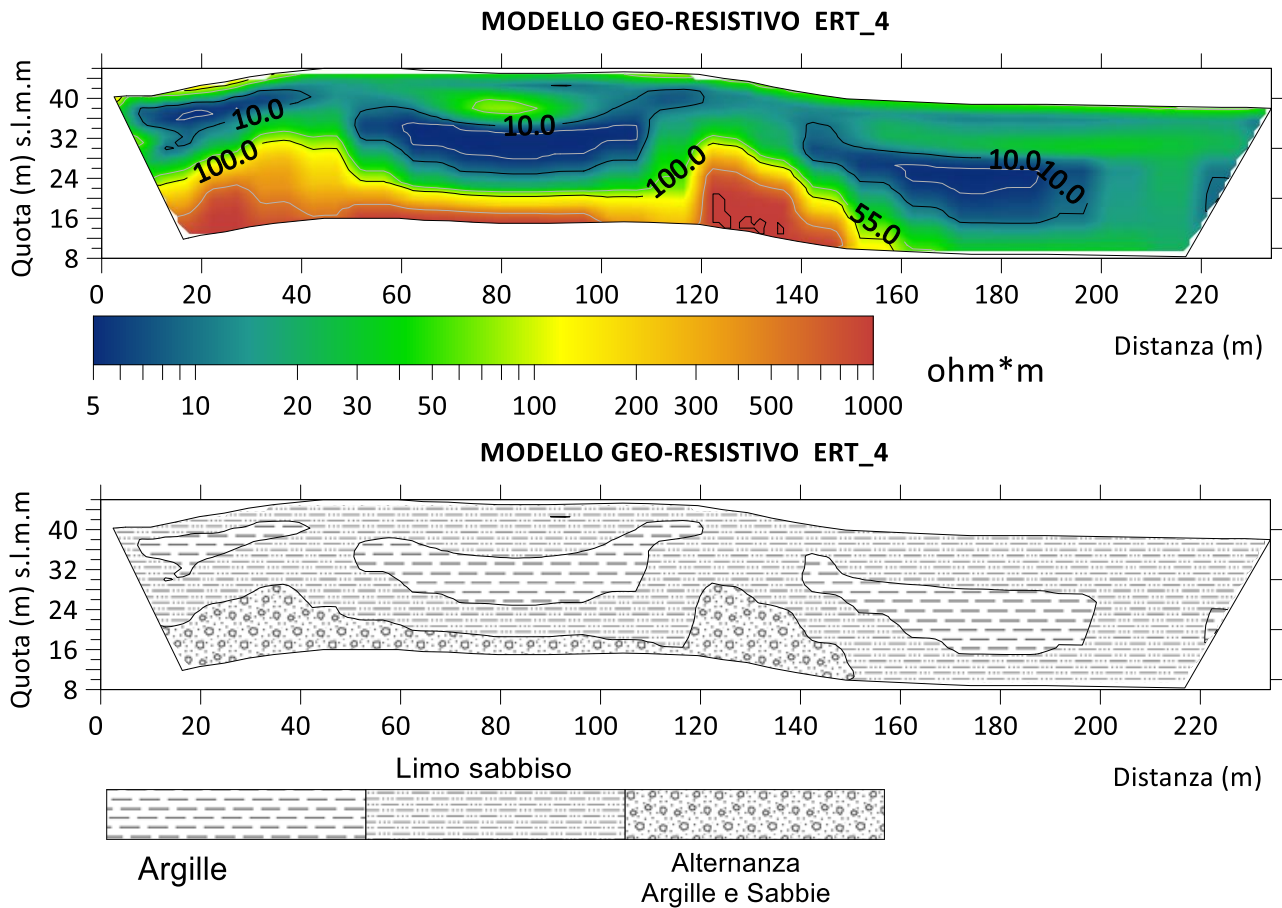 MODELLO GEO-RESISTIVO ERT_4
Quota (m) s.l.m.m
40
32
24
16
8
10.0
100.0
10.0
100.0
55.0
10.0
10.0
0 20 40 60 80 100 120 140 160 180 200 220
Distanza (m)
ohm*m
5 10 20 30 50 100 200 300 500 1000
MODELLO GEO-RESISTIVO ERT_4
Quota (m) s.l.m.m
40
32
24
16
8
0 20 40 60 80 100 120 140 160 180 200 220
Distanza (m)
Limo sabbiso
Argille
Alternanza
Argille e Sabbie